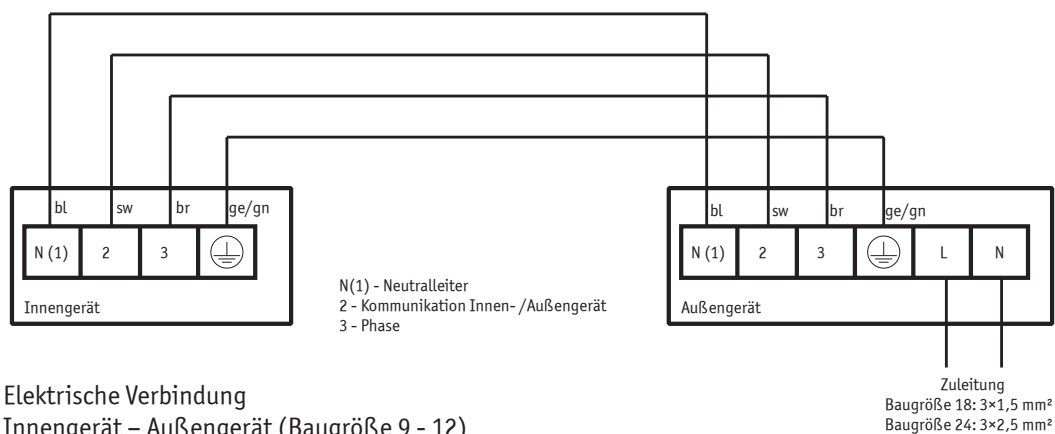 bl sw br ge/gn
N (1) 2 3
Innengerät
N(1) - Neutralleiter
2 - Kommunikation Innen-/Außengerät
3 - Phase
bl sw br ge/gn
N (1) 2 3 L N
Außengerät
Zuleitung
Baugröße 18: 3×1,5 mm²
Baugröße 24: 3×2,5 mm²
Elektrische Verbindung
Innengerät – Außengerät (Baugröße 9 - 12)